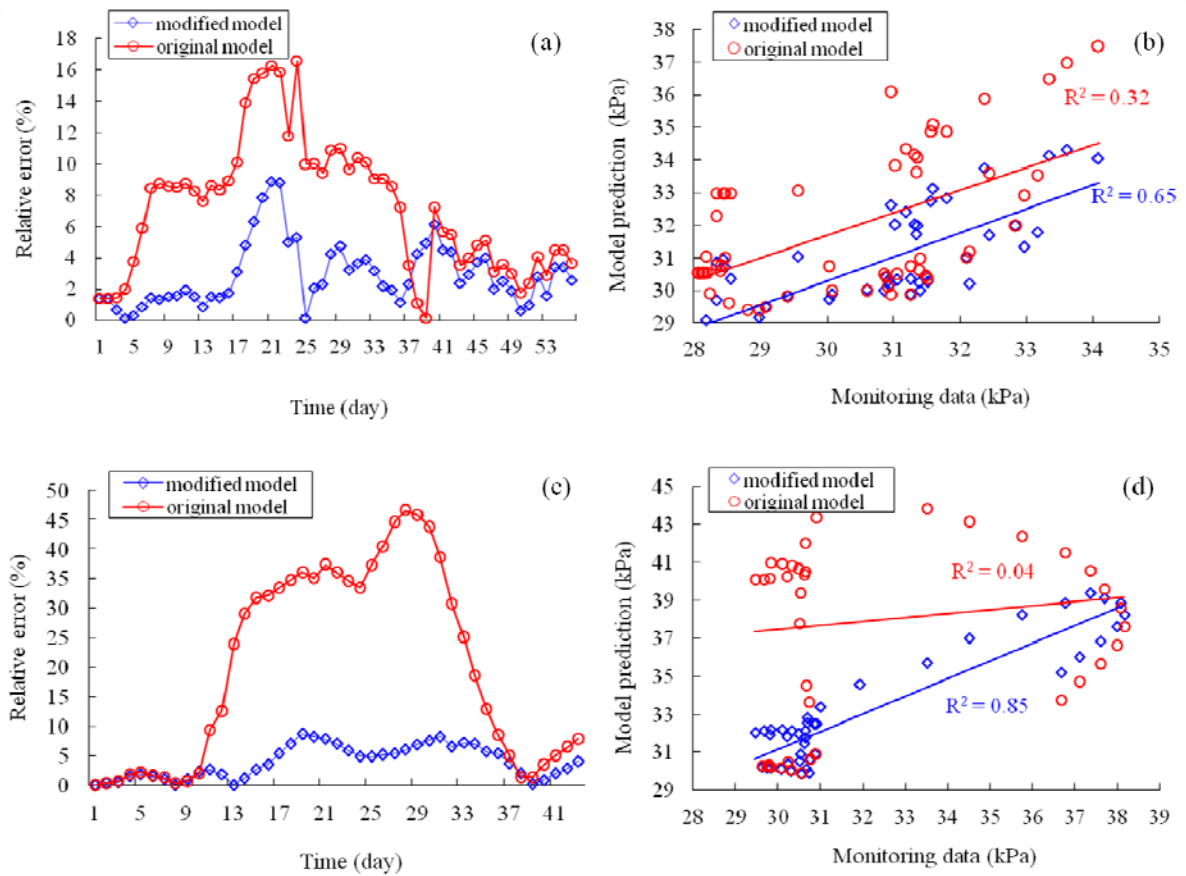 modified model
original model
(a)
Relative error (%)
18
16
14
12
10
8
6
4
2
0
1 5 9 13 17 21 25 29 33 37 41 45 49 53
Time (day)
modified model
original model
(b)
Model prediction (kPa)
37
36
35
34
33
32
31
30
29
R² = 0.32
R² = 0.65
28 29 30 31 32 33 34 35
Monitoring data (kPa)
modified model
original model
(c)
Relative error (%)
50
45
40
35
30
25
20
15
10
5
0
1 5 9 13 17 21 25 29 33 37 41
Time (day)
modified model
original model
(d)
Model prediction (kPa)
45
43
41
39
37
35
33
31
29
R² = 0.04
R² = 0.85
28 29 30 31 32 33 34 35 36 37 38 39
Monitoring data (kPa)